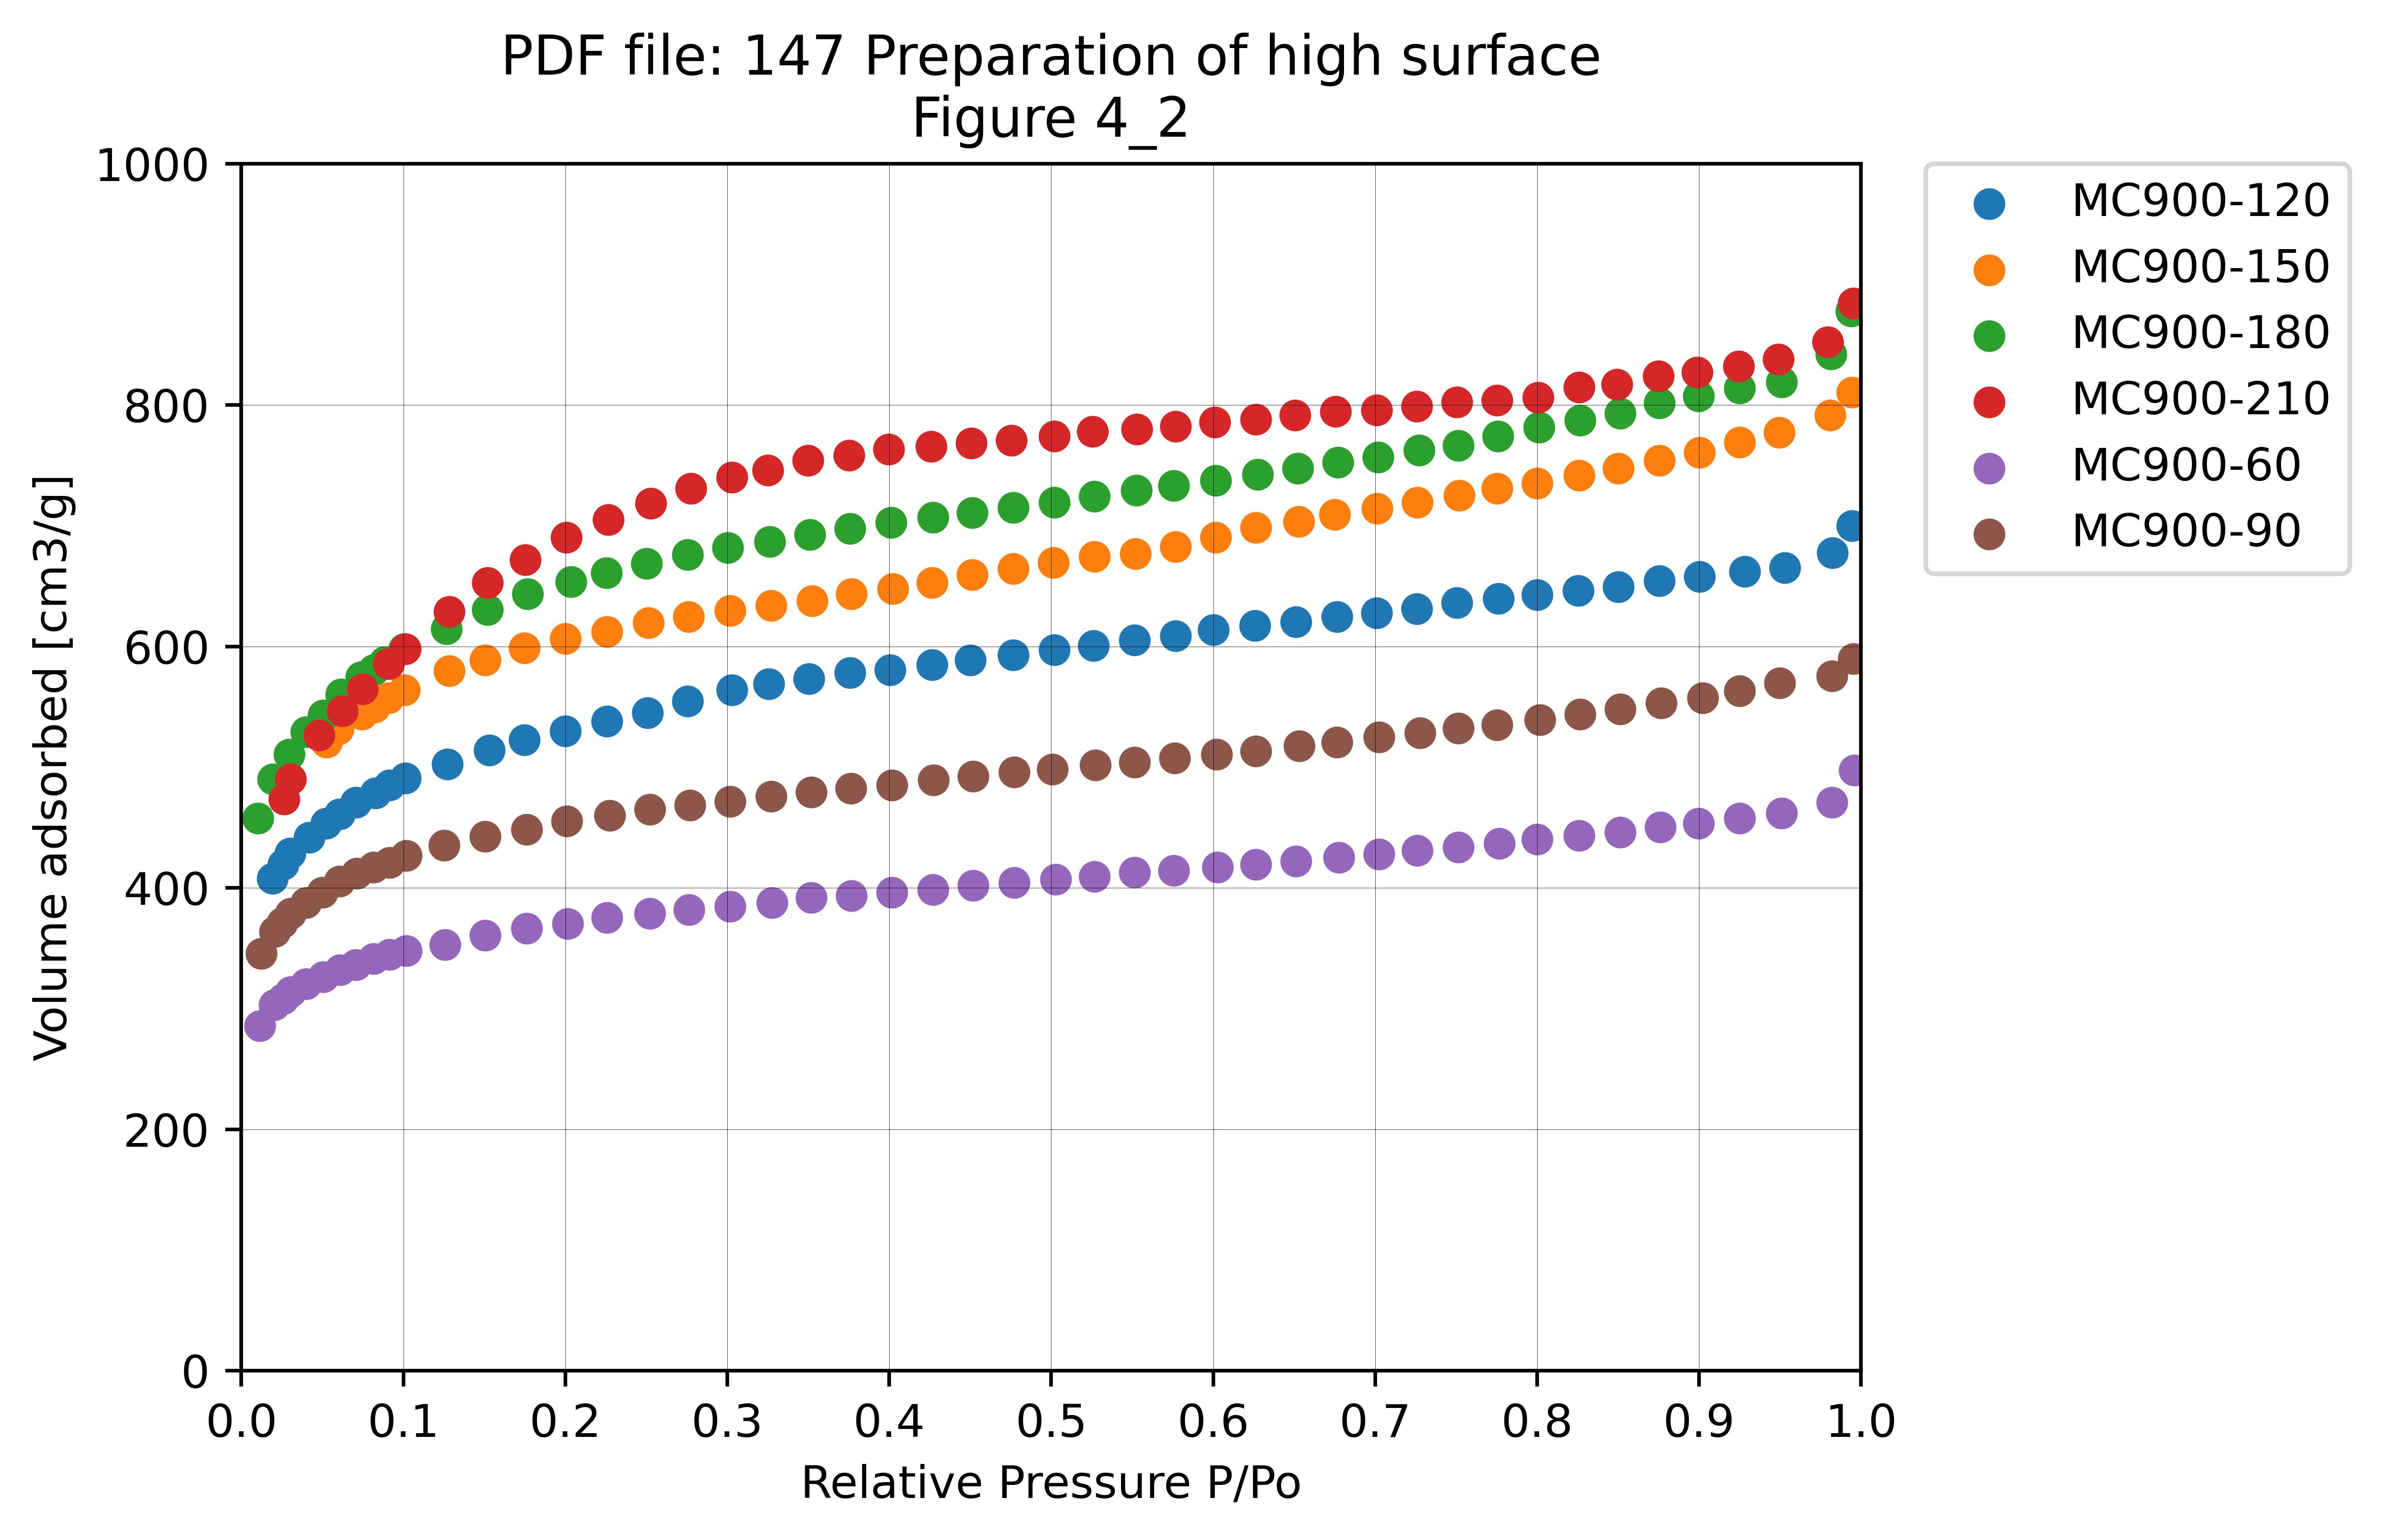 PDF file: 147 Preparation of high surface
Figure 4_2
1000
800
600
400
200
0
Volume adsorbed [cm3/g]
0.0 0.1 0.2 0.3 0.4 0.5 0.6 0.7 0.8 0.9 1.0
Relative Pressure P/Po
MC900-120
MC900-150
MC900-180
MC900-210
MC900-60
MC900-90